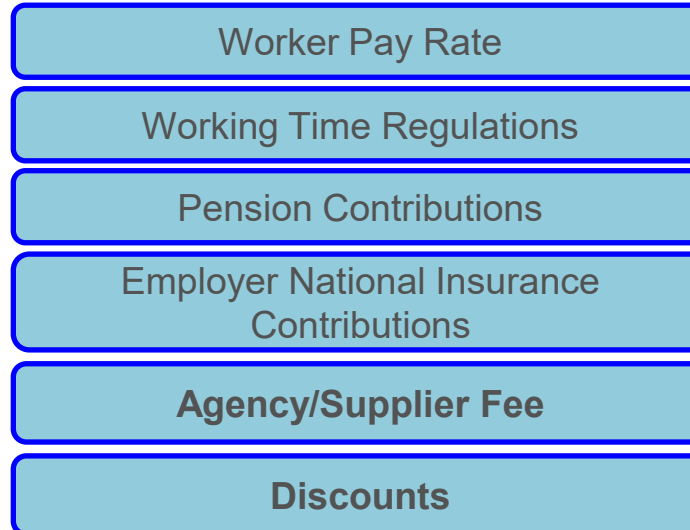 Worker Pay Rate
Working Time Regulations
Pension Contributions
Employer National Insurance
Contributions
Agency/Supplier Fee
Discounts